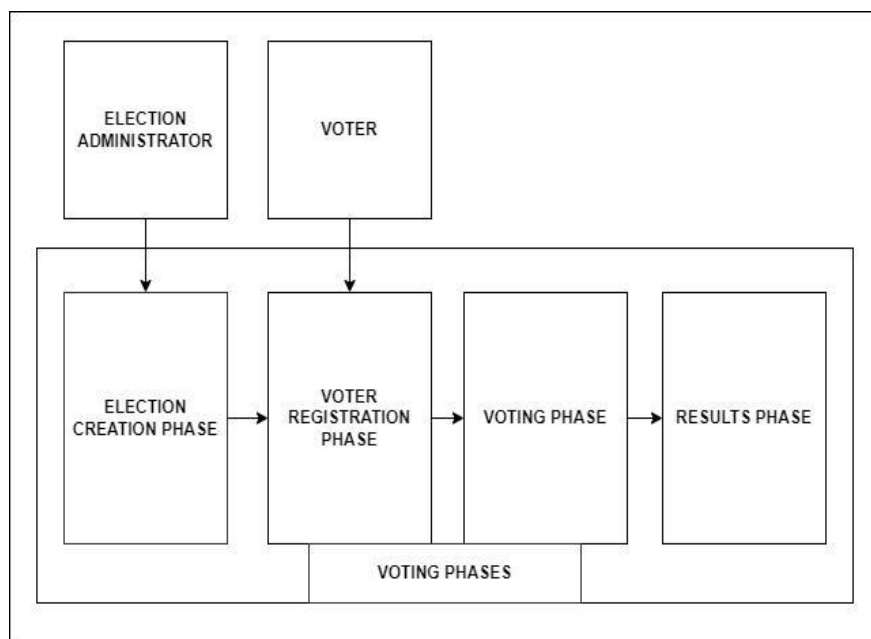 ELECTION
ADMINISTRATOR
VOTER
ELECTION
CREATION PHASE
VOTER
REGISTRATION
PHASE
VOTING PHASE
RESULTS PHASE
VOTING PHASES